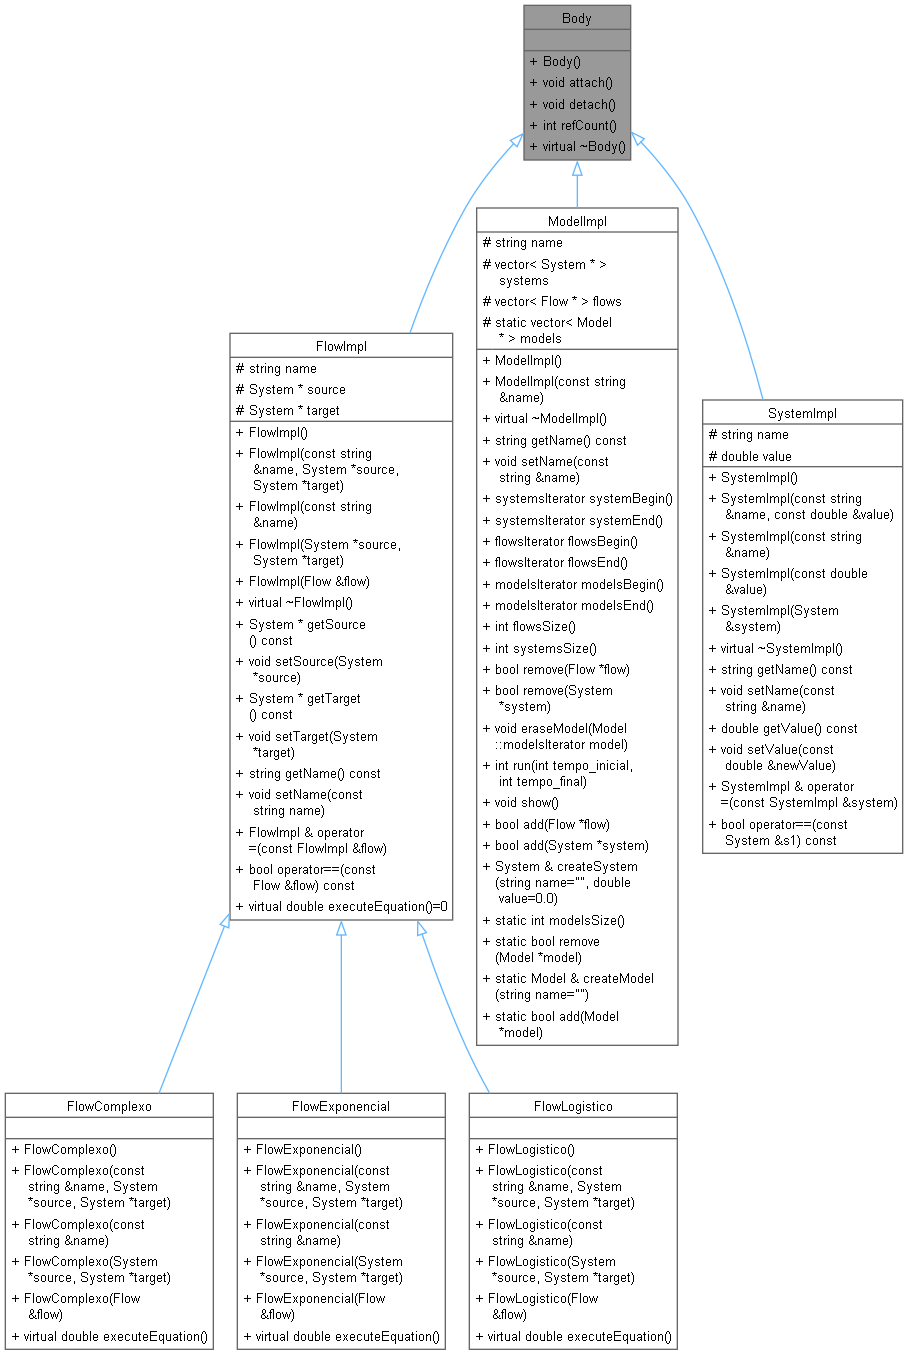 Body
+ Body()
+ void attach()
+ void detach()
+ int refCount()
+ virtual ~Body()
ModelImpl
# string name
# vector< System * >
systems
# vector< Flow * > flows
# static vector< Model
* > models
+ ModelImpl()
+ ModelImpl(const string
&name)
+ virtual ~ModelImpl()
+ string getName() const
+ void setName(const
string &name)
+ systemsIterator systemBegin()
+ systemsIterator systemEnd()
+ flowsIterator flowsBegin()
+ flowsIterator flowsEnd()
+ modelsIterator modelsBegin()
+ modelsIterator modelsEnd()
+ int flowsSize()
+ int systemsSize()
+ bool remove(Flow *flow)
+ bool remove(System
*system)
+ void eraseModel(Model
::modelsIterator model)
+ int run(int tempo_inicial,
int tempo_final)
+ void show()
+ bool add(Flow *flow)
+ bool add(System *system)
+ System & createSystem
(string name="", double
value=0.0)
+ static int modelsSize()
+ static bool remove
(Model *model)
+ static Model & createModel
(string name="")
+ static bool add(Model
*model)
FlowImpl
# string name
# System * source
# System * target
+ FlowImpl()
+ FlowImpl(const string
&name, System *source,
System *target)
+ FlowImpl(const string
&name)
+ FlowImpl(System *source,
System *target)
+ FlowImpl(Flow &flow)
+ virtual ~FlowImpl()
+ System * getSource
() const
+ void setSource(System
*source)
+ System * getTarget
() const
+ void setTarget(System
*target)
+ string getName() const
+ void setName(const
string name)
+ FlowImpl & operator
=(const FlowImpl &flow)
+ bool operator==(const
Flow &flow) const
+ virtual double executeEquation()=0
SystemImpl
# string name
# double value
+ SystemImpl()
+ SystemImpl(const string
&name, const double &value)
+ SystemImpl(const string
&name)
+ SystemImpl(const double
&value)
+ SystemImpl(System
&system)
+ virtual ~SystemImpl()
+ string getName() const
+ void setName(const
string &name)
+ double getValue() const
+ void setValue(const
double &newValue)
+ SystemImpl & operator
=(const SystemImpl &system)
+ bool operator==(const
System &s1) const
FlowComplexo
+ FlowComplexo()
+ FlowComplexo(const
string &name, System
*source, System *target)
+ FlowComplexo(const
string &name)
+ FlowComplexo(System
*source, System *target)
+ FlowComplexo(Flow
&flow)
+ virtual double executeEquation()
FlowExponencial
+ FlowExponencial()
+ FlowExponencial(const
string &name, System
*source, System *target)
+ FlowExponencial(const
string &name)
+ FlowExponencial(System
*source, System *target)
+ FlowExponencial(Flow
&flow)
+ virtual double executeEquation()
FlowLogistico
+ FlowLogistico()
+ FlowLogistico(const
string &name, System
*source, System *target)
+ FlowLogistico(const
string &name)
+ FlowLogistico(System
*source, System *target)
+ FlowLogistico(Flow
&flow)
+ virtual double executeEquation()